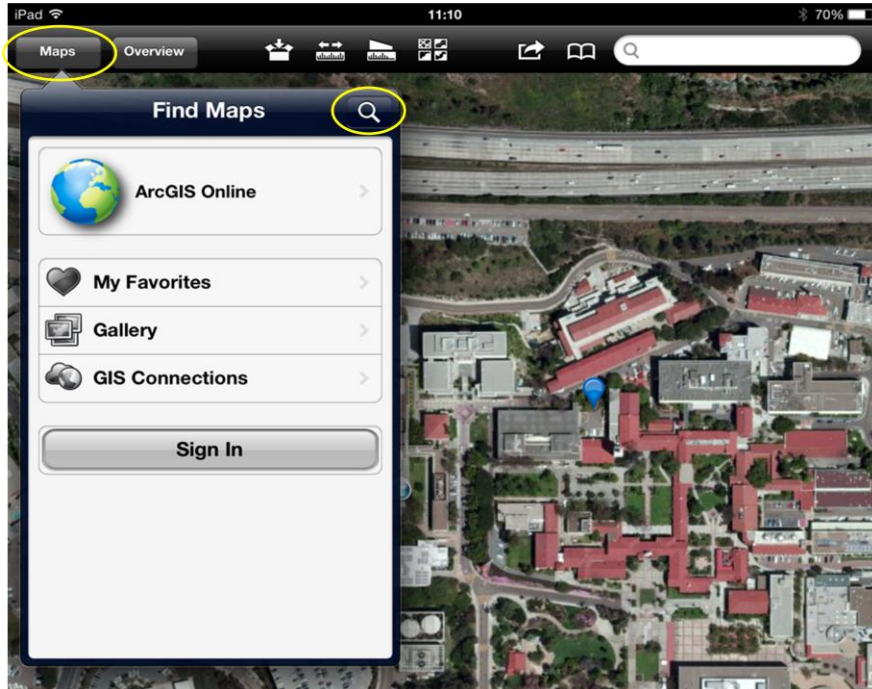 iPad 11:10 70%
Maps Overview
Find Maps
ArcGIS Online
My Favorites
Gallery
GIS Connections
Sign In